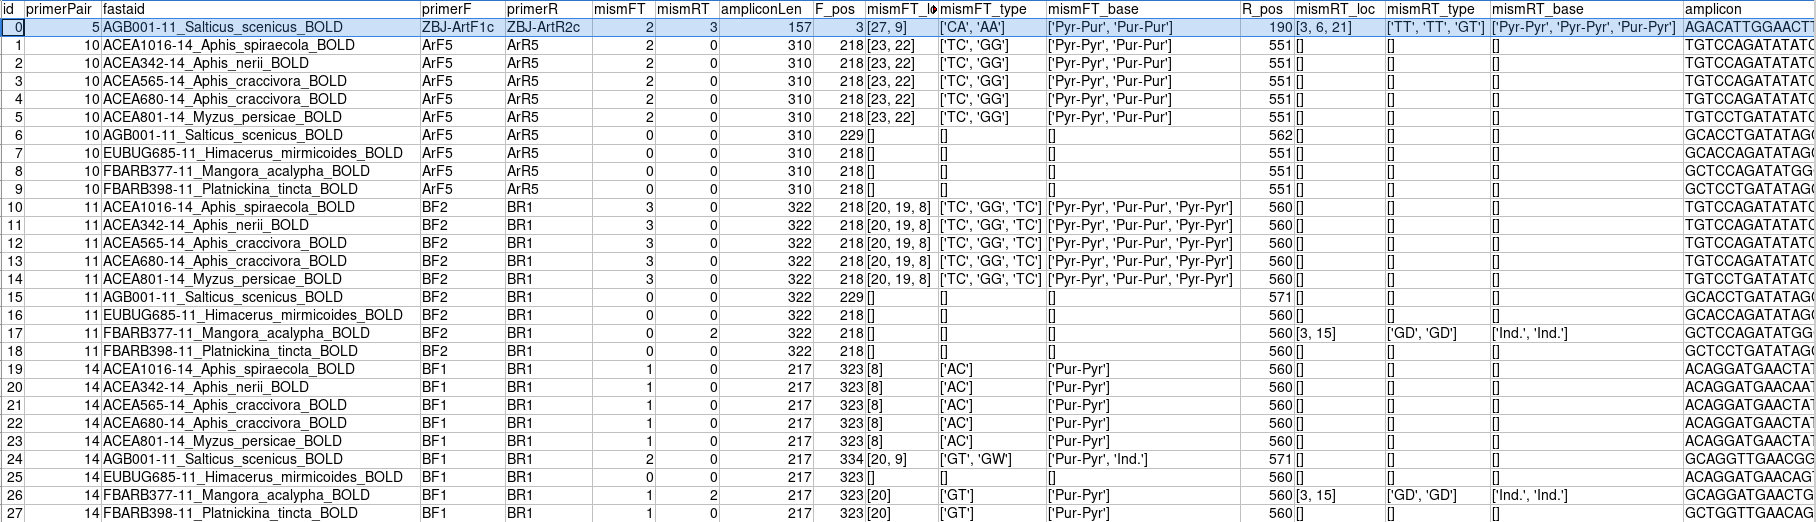 id primerPair fastaid primerF primerR mismFT mismRT ampliconLen F_pos mismFT_lo mismFT_type mismFT_base R_pos mismRT_loc mismRT_type mismRT_base amplicon
0 5 AGB001-11_Salticus_scenicus_BOLD ZBJ-ArtF1c ZBJ-ArtR2c 2 3 157 3 [27, 9] ['CA', 'AA'] ['Pyr-Pur', 'Pur-Pur'] 190 [3, 6, 21] ['TT', 'TT', 'GT'] ['Pyr-Pyr', 'Pyr-Pyr', 'Pur-Pyr'] AGACATTGGAACTT
1 10 ACEA1016-14_Aphis_spiraecola_BOLD ArF5 ArR5 2 0 310 218 [23, 22] ['TC', 'GG'] ['Pyr-Pyr', 'Pur-Pur'] 551 [] [] [] TGTCCAGATATATC
2 10 ACEA342-14_Aphis_nerii_BOLD ArF5 ArR5 2 0 310 218 [23, 22] ['TC', 'GG'] ['Pyr-Pyr', 'Pur-Pur'] 551 [] [] [] TGTCCAGATATATC
3 10 ACEA565-14_Aphis_craccivora_BOLD ArF5 ArR5 2 0 310 218 [23, 22] ['TC', 'GG'] ['Pyr-Pyr', 'Pur-Pur'] 551 [] [] [] TGTCCAGATATATC
4 10 ACEA680-14_Aphis_craccivora_BOLD ArF5 ArR5 2 0 310 218 [23, 22] ['TC', 'GG'] ['Pyr-Pyr', 'Pur-Pur'] 551 [] [] [] TGTCCAGATATATC
5 10 ACEA801-14_Myzus_persicae_BOLD ArF5 ArR5 2 0 310 218 [23, 22] ['TC', 'GG'] ['Pyr-Pyr', 'Pur-Pur'] 551 [] [] [] TGTCCTGATATATC
6 10 AGB001-11_Salticus_scenicus_BOLD ArF5 ArR5 0 0 310 229 [] [] [] 562 [] [] [] GCACCTGATATAGC
7 10 EUBUG685-11_Himacerus_mirmicoides_BOLD ArF5 ArR5 0 0 310 218 [] [] [] 551 [] [] [] GCACCAGATATAGC
8 10 FBARB377-11_Mangora_acalypha_BOLD ArF5 ArR5 0 0 310 218 [] [] [] 551 [] [] [] GCACCAGATATGG
9 10 FBARB398-11_Platnickina_tincta_BOLD ArF5 ArR5 0 0 310 218 [] [] [] 551 [] [] [] GCTCCTGATATAGC
10 11 ACEA1016-14_Aphis_spiraecola_BOLD BF2 BR1 3 0 322 218 [20, 19, 8] ['TC', 'GG', 'TC'] ['Pyr-Pyr', 'Pur-Pur', 'Pyr-Pyr'] 560 [] [] [] TGTCCAGATATATC
11 11 ACEA342-14_Aphis_nerii_BOLD BF2 BR1 3 0 322 218 [20, 19, 8] ['TC', 'GG', 'TC'] ['Pyr-Pyr', 'Pur-Pur', 'Pyr-Pyr'] 560 [] [] [] TGTCCAGATATATC
12 11 ACEA565-14_Aphis_craccivora_BOLD BF2 BR1 3 0 322 218 [20, 19, 8] ['TC', 'GG', 'TC'] ['Pyr-Pyr', 'Pur-Pur', 'Pyr-Pyr'] 560 [] [] [] TGTCCAGATATATC
13 11 ACEA680-14_Aphis_craccivora_BOLD BF2 BR1 3 0 322 218 [20, 19, 8] ['TC', 'GG', 'TC'] ['Pyr-Pyr', 'Pur-Pur', 'Pyr-Pyr'] 560 [] [] [] TGTCCAGATATATC
14 11 ACEA801-14_Myzus_persicae_BOLD BF2 BR1 3 0 322 218 [20, 19, 8] ['TC', 'GG', 'TC'] ['Pyr-Pyr', 'Pur-Pur', 'Pyr-Pyr'] 560 [] [] [] TGTCCTGATATATC
15 11 AGB001-11_Salticus_scenicus_BOLD BF2 BR1 0 0 322 229 [] [] [] 571 [] [] [] GCACCTGATATAGC
16 11 EUBUG685-11_Himacerus_mirmicoides_BOLD BF2 BR1 0 0 322 218 [] [] [] 560 [] [] [] GCACCAGATATAGC
17 11 FBARB377-11_Mangora_acalypha_BOLD BF2 BR1 0 2 322 218 [] [] [] 560 [3, 15] ['GD', 'GD'] ['Ind.', 'Ind.'] GCTCCAGATATGG
18 11 FBARB398-11_Platnickina_tincta_BOLD BF2 BR1 0 0 322 218 [] [] [] 560 [] [] [] GCTCCTGATATAGC
19 14 ACEA1016-14_Aphis_spiraecola_BOLD BF1 BR1 1 0 217 323 [8] ['AC'] ['Pur-Pyr'] 560 [] [] [] ACAGGATGAACTAT
20 14 ACEA342-14_Aphis_nerii_BOLD BF1 BR1 1 0 217 323 [8] ['AC'] ['Pur-Pyr'] 560 [] [] [] ACAGGATGAACAAT
21 14 ACEA565-14_Aphis_craccivora_BOLD BF1 BR1 1 0 217 323 [8] ['AC'] ['Pur-Pyr'] 560 [] [] [] ACAGGATGAACTAT
22 14 ACEA680-14_Aphis_craccivora_BOLD BF1 BR1 1 0 217 323 [8] ['AC'] ['Pur-Pyr'] 560 [] [] [] ACAGGATGAACTAT
23 14 ACEA801-14_Myzus_persicae_BOLD BF1 BR1 1 0 217 323 [8] ['AC'] ['Pur-Pyr'] 560 [] [] [] ACAGGATGAACTAT
24 14 AGB001-11_Salticus_scenicus_BOLD BF1 BR1 2 0 217 334 [20, 9] ['GT', 'GW'] ['Pur-Pyr', 'Ind.'] 571 [] [] [] GCAGGTTGAACGG
25 14 EUBUG685-11_Himacerus_mirmicoides_BOLD BF1 BR1 0 0 217 323 [] [] [] 560 [] [] [] ACAGGATGAACAGT
26 14 FBARB377-11_Mangora_acalypha_BOLD BF1 BR1 1 2 217 323 [20] ['GT'] ['Pur-Pyr'] 560 [3, 15] ['GD', 'GD'] ['Ind.', 'Ind.'] GCAGGATGAACTG
27 14 FBARB398-11_Platnickina_tincta_BOLD BF1 BR1 1 0 217 323 [20] ['GT'] ['Pur-Pyr'] 560 [] [] [] GCTGGTTGAACAG